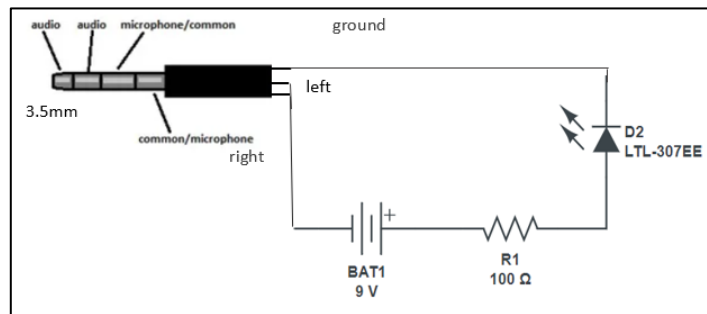 ground
audio audio microphone/common
left
3.5mm
common/microphone
right
D2
LTL-307EE
+
BAT1
9 V
R1
100 Ω